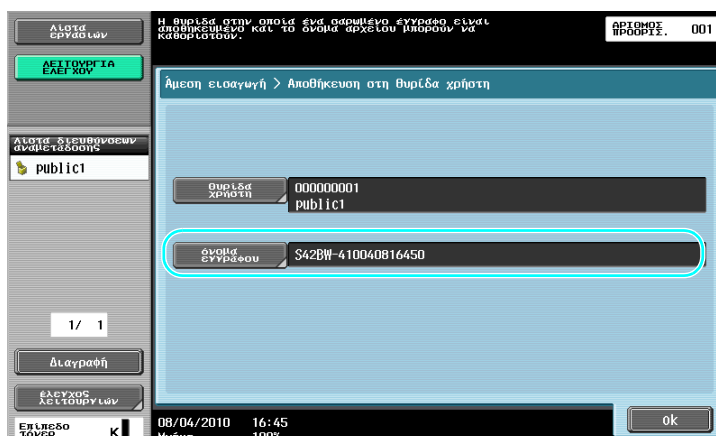 Λίστα
εργασιών
Η θυρίδα στην οποία ένα σαρωμένο έγγραφο είναι
αποθηκευμένο και το όνομα αρχείου μπορούν να
καθοριστούν.
ΑΡΙΘΜΟΣ
ΠΡΟΟΡΙΣ. 001
ΛΕΙΤΟΥΡΓΙΑ
ΕΛΕΓΧΟΥ
Άμεση εισαγωγή > Αποθήκευση στη θυρίδα χρήστη
Λίστα διευθύνσεων
αναμετάδοσης
public1
θυρίδα
χρήστη
000000001
public1
όνομα
εγγράφου
S42BW-410040816450
1/ 1
Διαγραφή
έλεγχος
λειτουργιών
Επίπεδο
τόνερ K
08/04/2010 16:45
Μνήμη 100%
ok